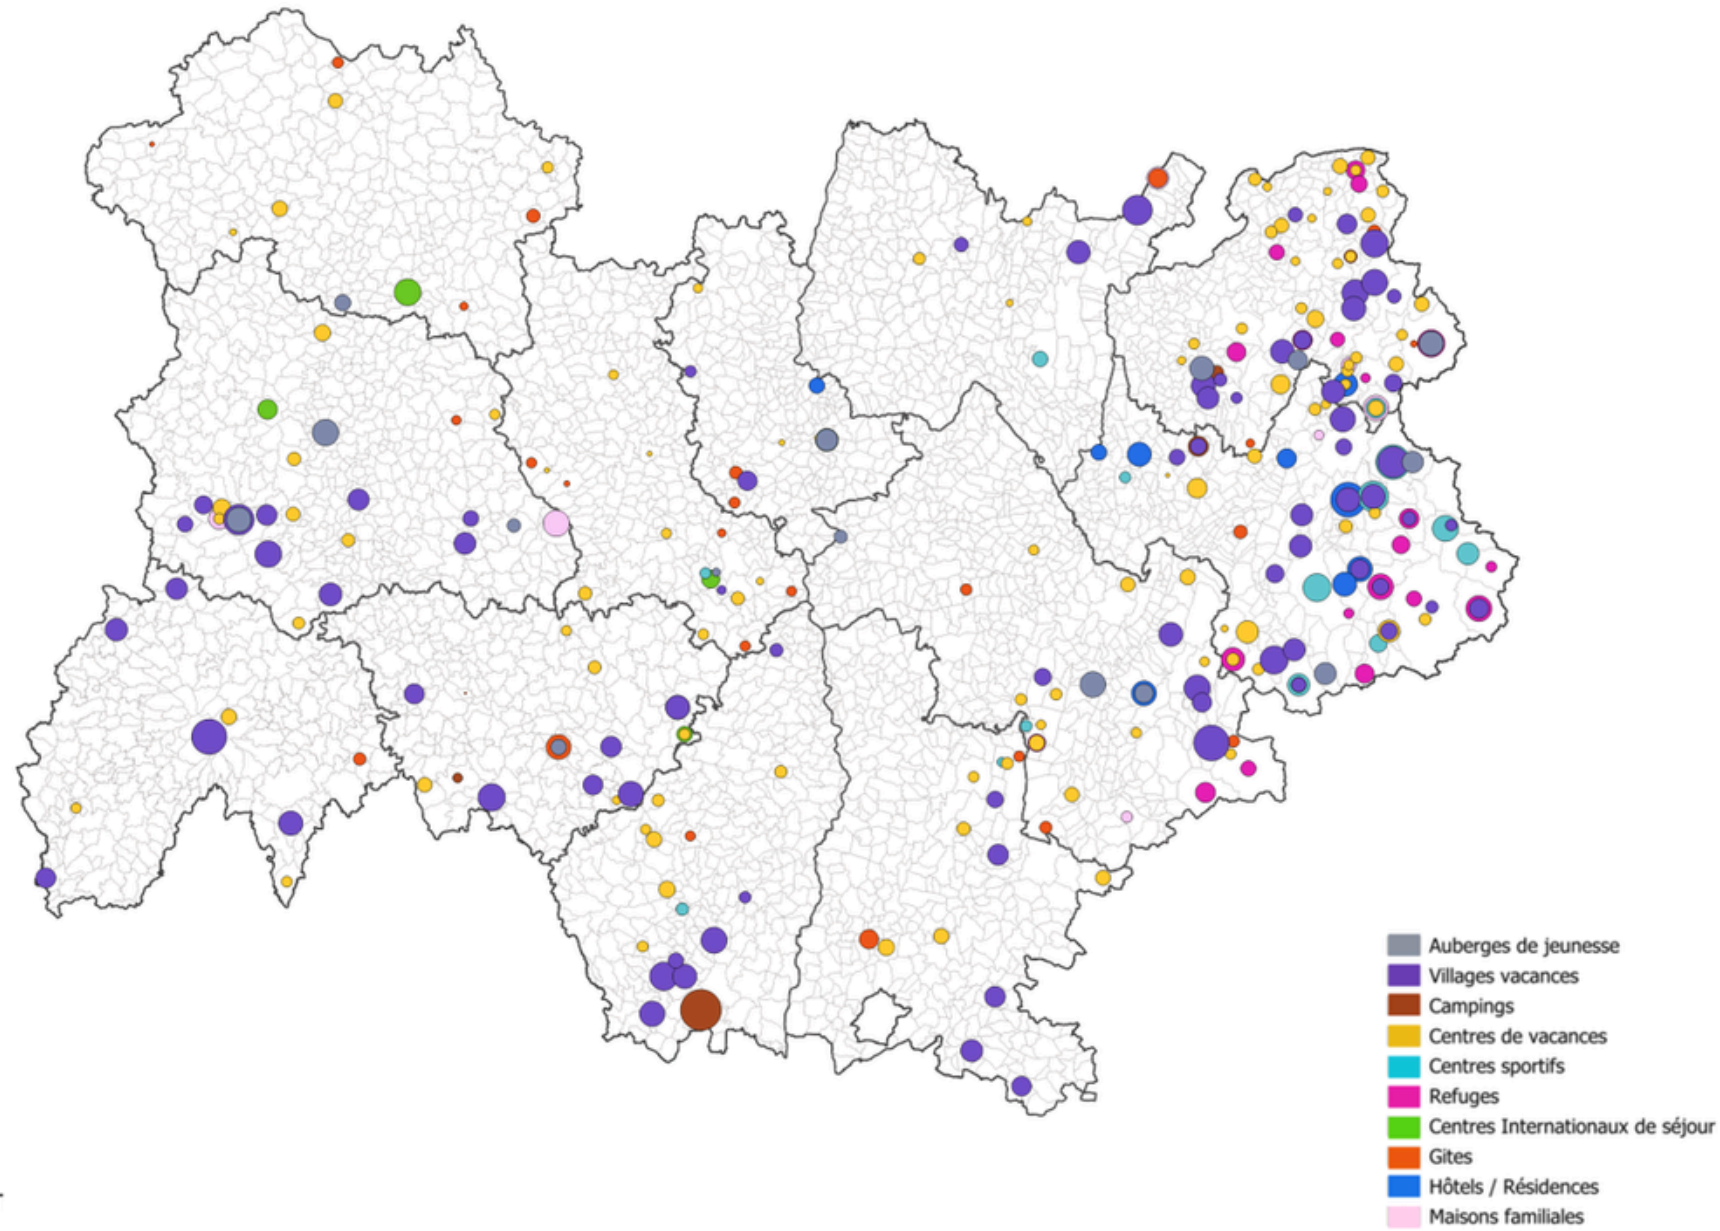 Auberges de jeunesse
Villages vacances
Campings
Centres de vacances
Centres sportifs
Refuges
Centres Internationaux de séjour
Gites
Hôtels / Résidences
Maisons familiales